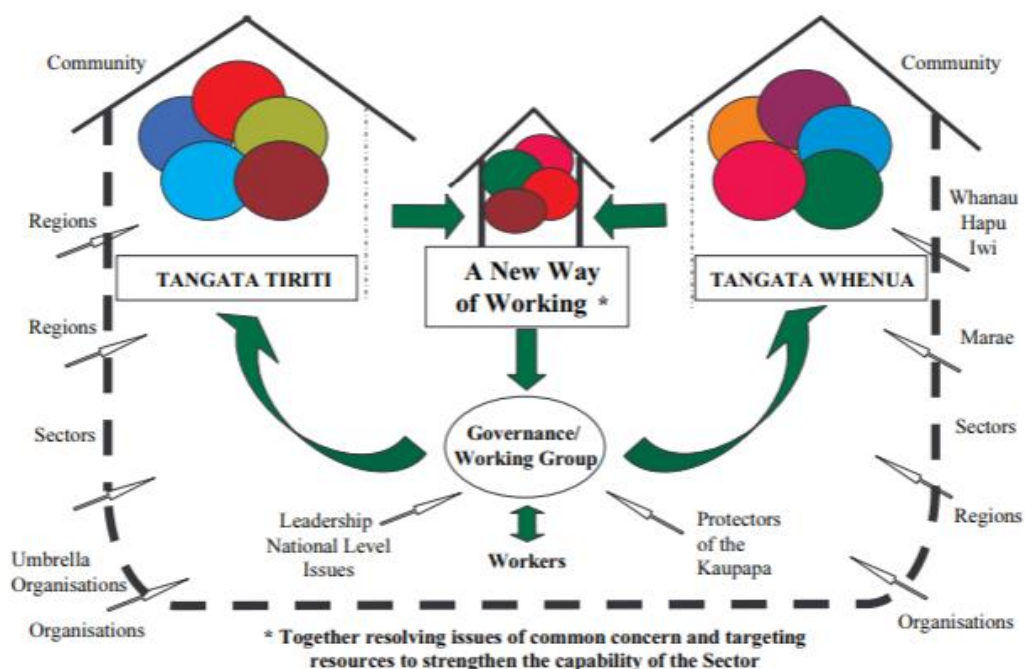 Community
Community
Regions
Whanau
Hapu
Iwi
TANGATA TIRITI
A New Way
of Working *
TANGATA WHENUA
Regions
Marae
Sectors
Governance/
Working Group
Sectors
Leadership
National Level
Issues
Protectors
of the
Kaupapa
Regions
Workers
Umbrella
Organisations
Organisations
Organisations
* Together resolving issues of common concern and targeting
resources to strengthen the capability of the Sector